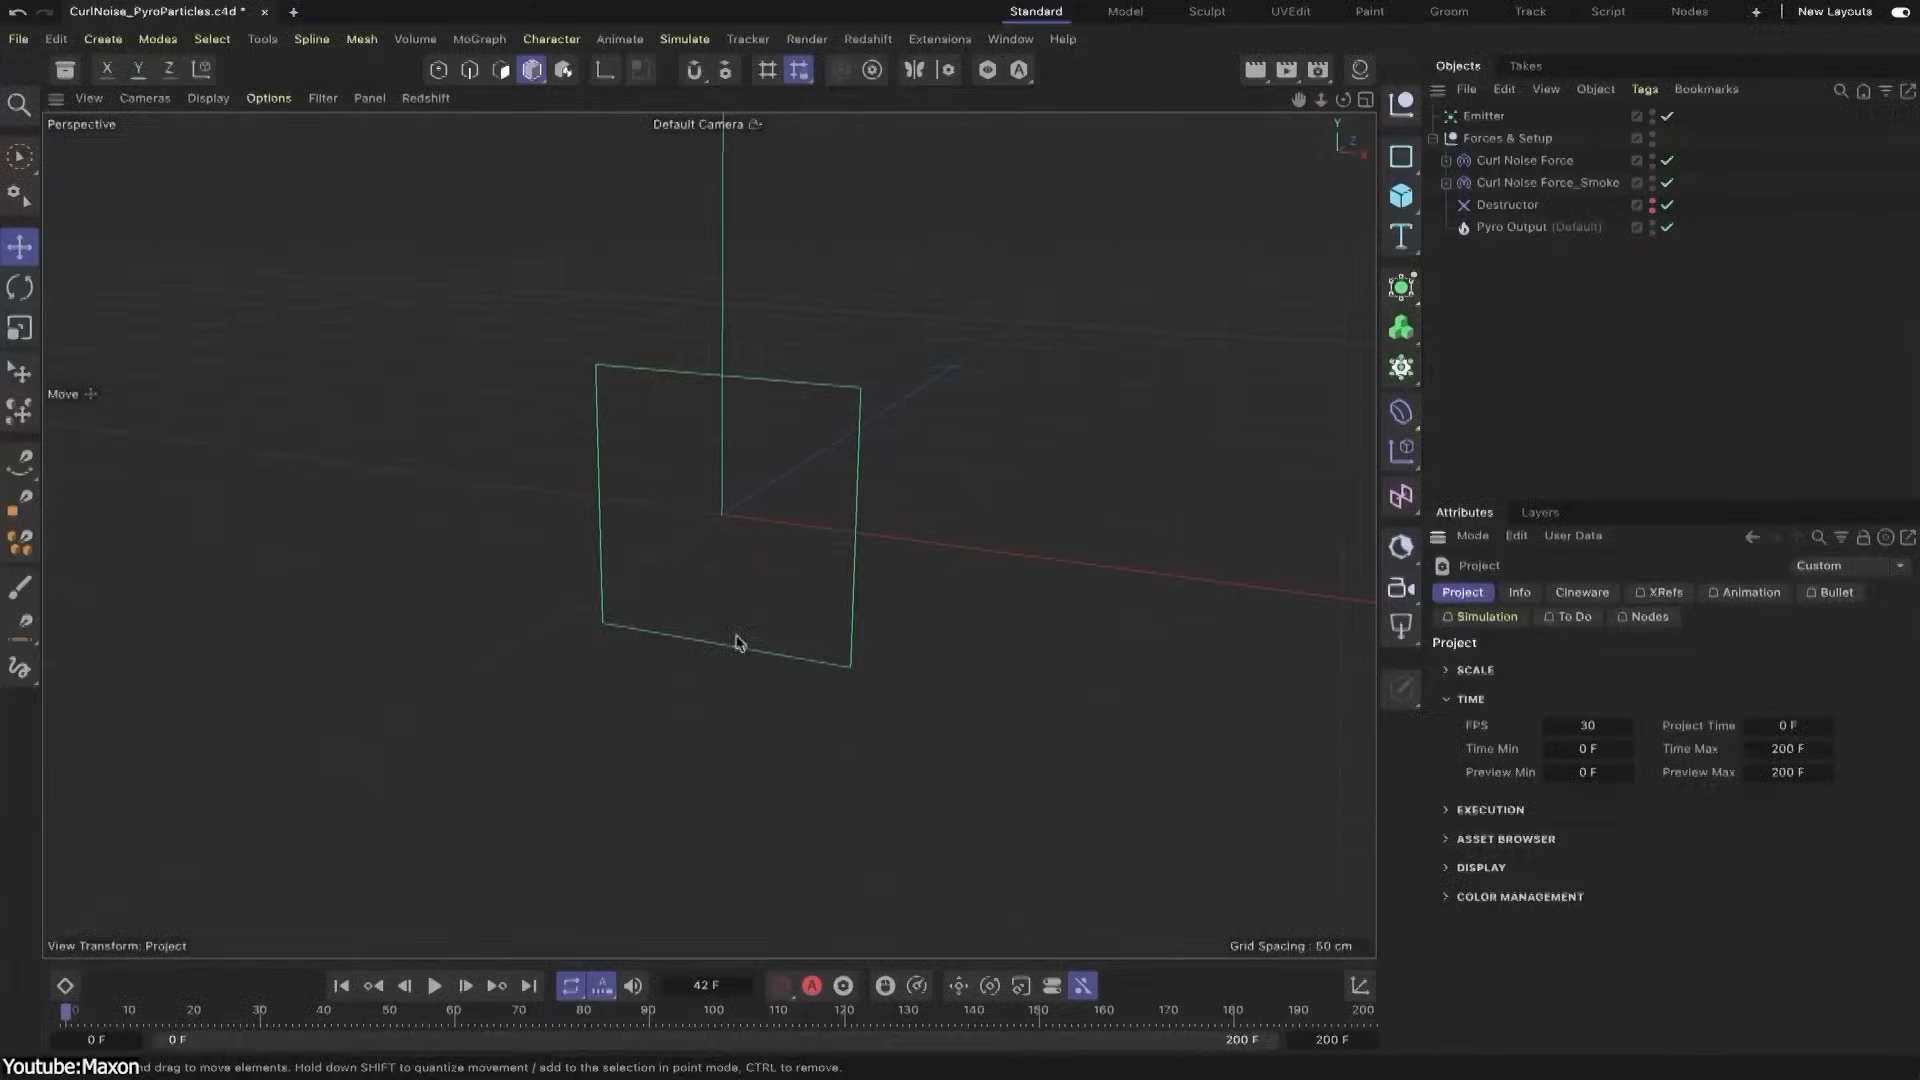 CurlNoise_PyroParticles.c4d * × +
Standard Model Sculpt UVEdit Paint Groom Track Script Nodes + New Layouts
File Edit Create Modes Select Tools Spline Mesh Volume MoGraph Character Animate Simulate Tracker Render Redshift Extensions Window Help
X Y Z
Objects Takes
View Cameras Display Options Filter Panel Redshift
File Edit View Object Tags Bookmarks
Perspective
Default Camera
Y
Z
X
Emitter
Forces & Setup
Curl Noise Force
Curl Noise Force_Smoke
Destructor
Pyro Output (Default)
Move
Attributes Layers
Mode Edit User Data
Project Custom
Project Info Cineware XRefs Animation Bullet
Simulation To Do Nodes
Project
SCALE
TIME
FPS 30 Project Time 0 F
Time Min 0 F Time Max 200 F
Preview Min 0 F Preview Max 200 F
EXECUTION
ASSET BROWSER
DISPLAY
COLOR MANAGEMENT
View Transform: Project
Grid Spacing : 50 cm
42 F
0 10 20 30 40 50 60 70 80 90 100 110 120 130 140 150 160 170 180 190 200
0 F 0 F 200 F 200 F
Youtube:Maxon nd drag to move elements. Hold down SHIFT to quantize movement / add to the selection in point mode, CTRL to remove.